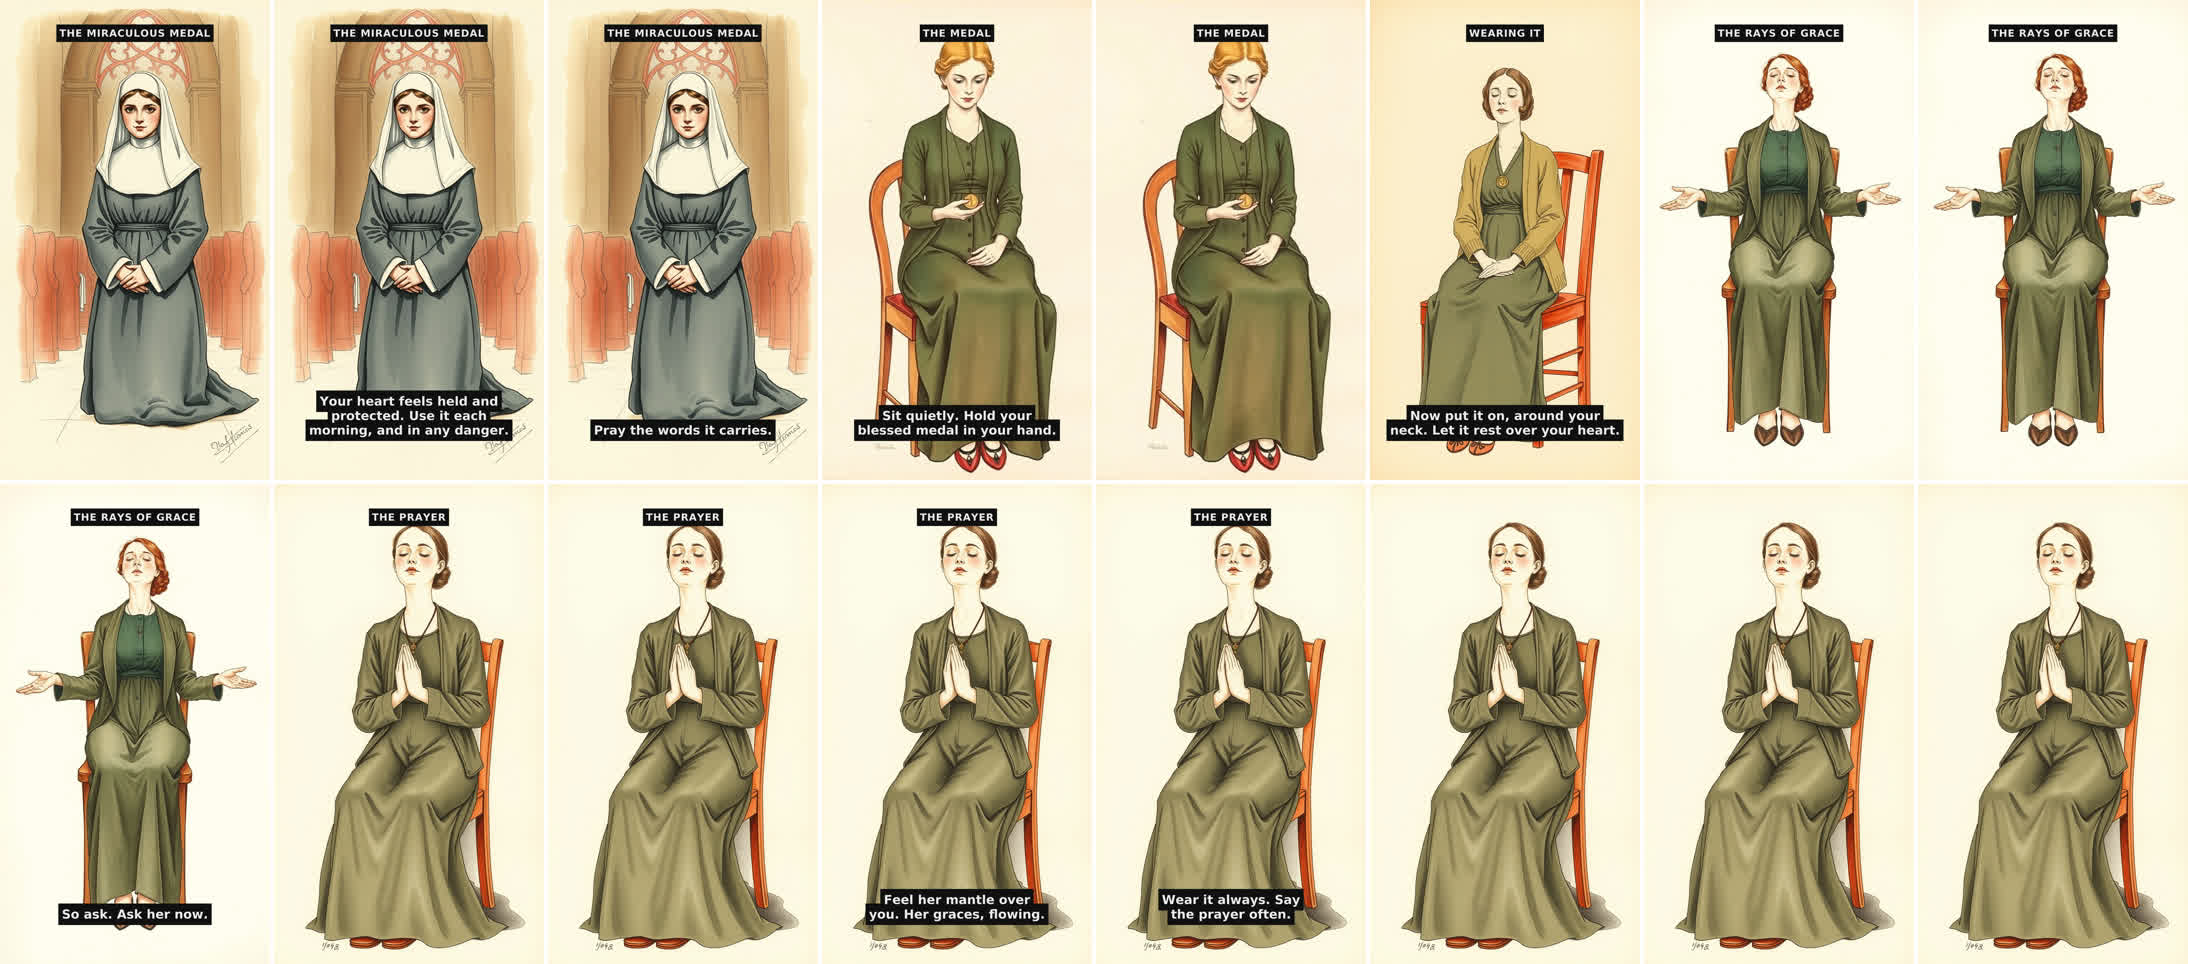 THE MIRACULOUS MEDAL
THE MIRACULOUS MEDAL
Your heart feels held and
protected. Use it each
morning, and in any danger.
THE MIRACULOUS MEDAL
Pray the words it carries.
THE MEDAL
Sit quietly. Hold your
blessed medal in your hand.
THE MEDAL
WEARING IT
Now put it on, around your
neck. Let it rest over your heart.
THE RAYS OF GRACE
THE RAYS OF GRACE
THE RAYS OF GRACE
So ask. Ask her now.
THE PRAYER
THE PRAYER
THE PRAYER
Feel her mantle over
you. Her graces, flowing.
THE PRAYER
Wear it always. Say
the prayer often.